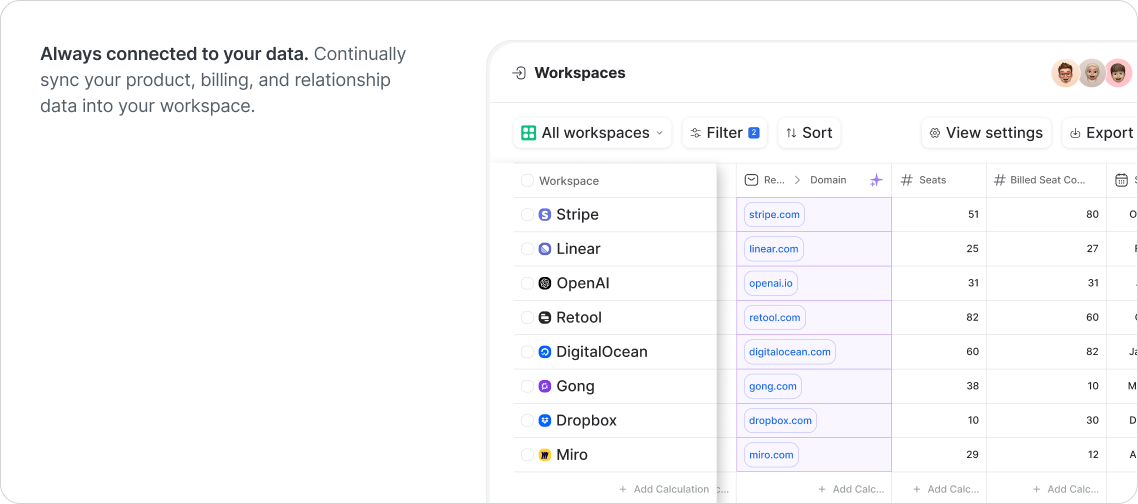 Always connected to your data. Continually
sync your product, billing, and relationship
data into your workspace.
Workspaces
All workspaces Filter 2 Sort View settings Export
Workspace Re... > Domain # Seats # Billed Seat Co...
Stripe stripe.com 51 80 O
Linear linear.com 25 27
OpenAI openai.io 31 31
Retool retool.com 82 60
DigitalOcean digitalocean.com 60 82 Ja
Gong gong.com 38 10 M
Dropbox dropbox.com 10 30 D
Miro miro.com 29 12 A
+ Add Calculation c... + Add Calc... + Add Calc... + Add Calc...